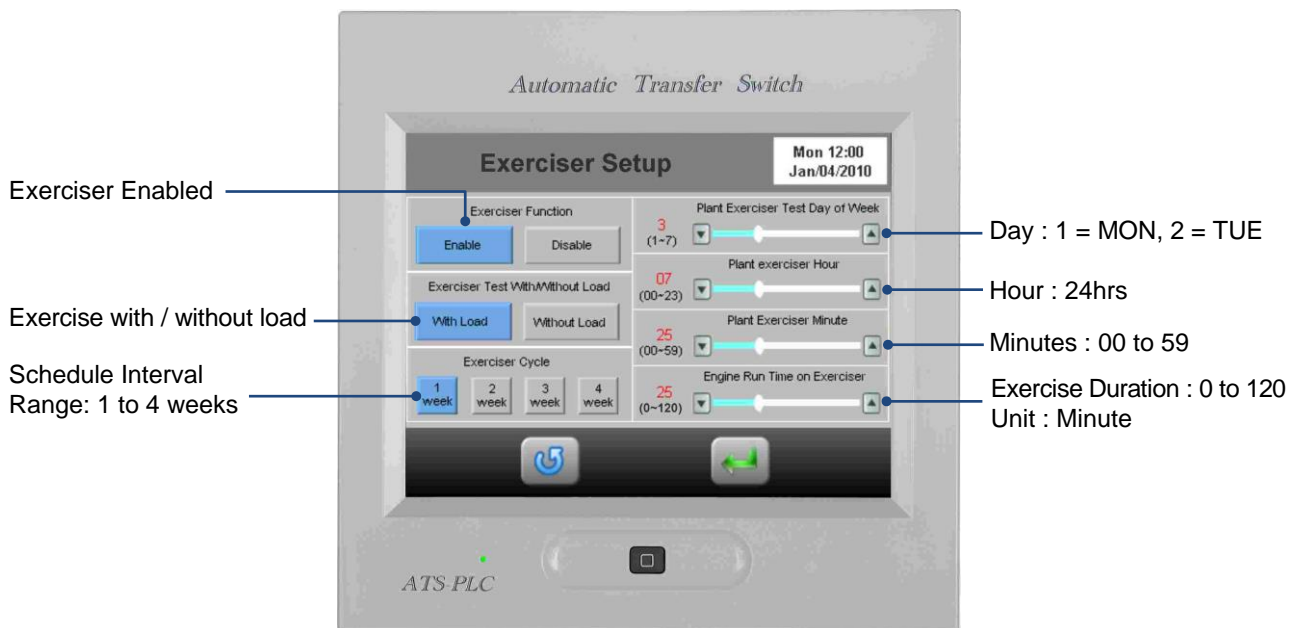 Automatic Transfer Switch
Exerciser Setup
Mon 12:00
Jan/04/2010
Exerciser Enabled
Exerciser Function
Enable
Disable
Exercise with / without load
Exerciser Test With/Without Load
With Load
Without Load
Schedule Interval
Range: 1 to 4 weeks
Exerciser Cycle
1
week
2
week
3
week
4
week
Plant Exerciser Test Day of Week
3
(1~7)
Day : 1 = MON, 2 = TUE
Plant exerciser Hour
07
(00~23)
Hour : 24hrs
Plant Exerciser Minute
25
(00~59)
Minutes : 00 to 59
Engine Run Time on Exerciser
25
(0~120)
Exercise Duration : 0 to 120
Unit : Minute
ATS-PLC